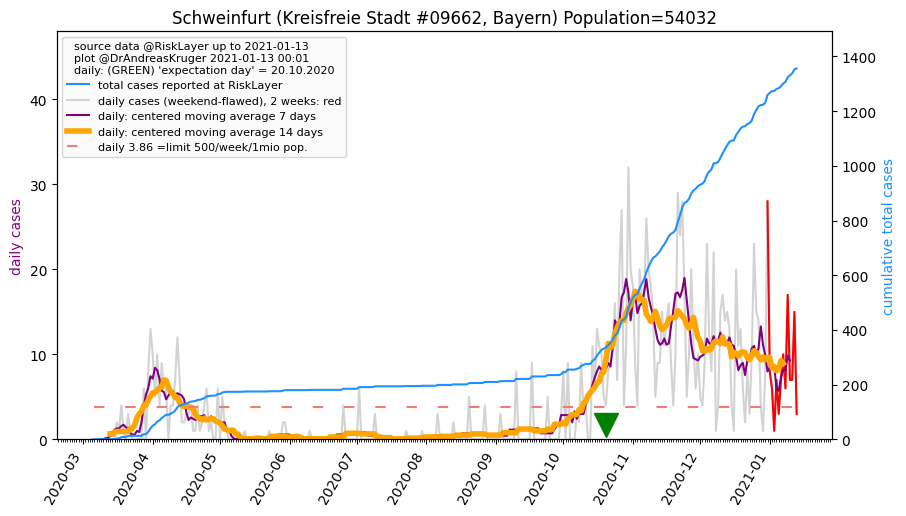 Schweinfurt (Kreisfreie Stadt #09662, Bayern) Population=54032
source data @RiskLayer up to 2021-01-13
plot @DrAndreasKruger 2021-01-13 00:01
daily: (GREEN) 'expectation day' = 20.10.2020
total cases reported at RiskLayer
daily cases (weekend-flawed), 2 weeks: red
daily: centered moving average 7 days
daily: centered moving average 14 days
daily 3.86 =limit 500/week/1mio pop.
daily cases
40
30
20
10
0
cumulative total cases
1400
1200
1000
800
600
400
200
0
2020-03
2020-04
2020-05
2020-06
2020-07
2020-08
2020-09
2020-10
2020-11
2020-12
2021-01